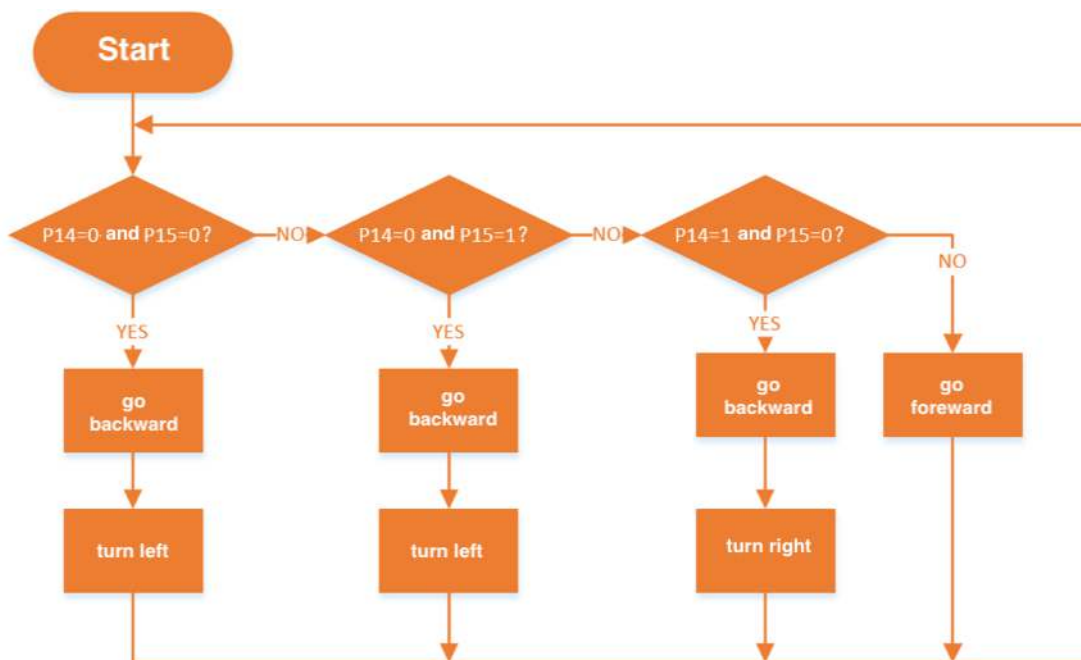 Start
P14=0 and P15=0?
NO
P14=0 and P15=1?
NO
P14=1 and P15=0?
NO
YES
YES
YES
go
backward
go
backward
go
backward
go
foreward
turn left
turn left
turn right